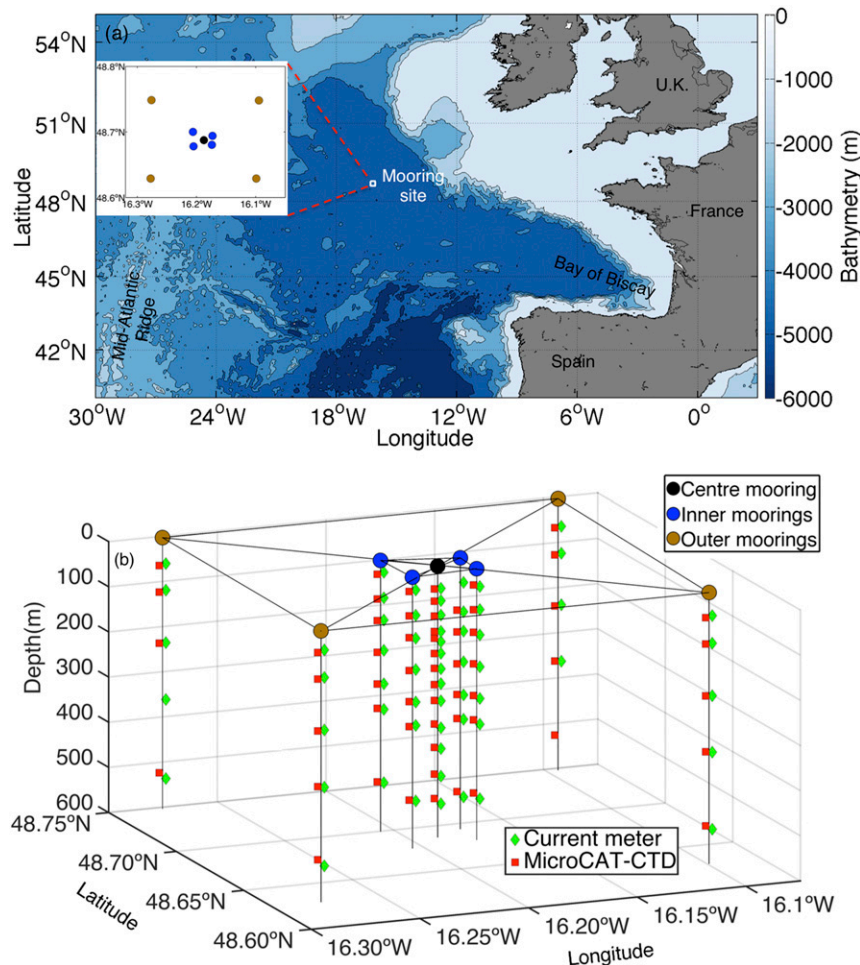 (a)
54°N
51°N
48°N
45°N
42°N
Latitude
48.8°N
48.7°N
48.6°N
16.3°W 16.2°W 16.1°W
U.K.
Mooring
site
France
Bay of Biscay
Mid-Atlantic
Ridge
Spain
30°W 24°W 18°W 12°W 6°W 0°
Longitude
0
-1000
-2000
-3000
-4000
-5000
-6000
Bathymetry (m)
Centre mooring
Inner moorings
Outer moorings
(b)
0
100
200
300
400
500
600
Depth(m)
Current meter
MicroCAT-CTD
48.75°N
48.70°N
48.65°N
48.60°N
Latitude
16.30°W
16.25°W
16.20°W
16.15°W
16.1°W
Longitude